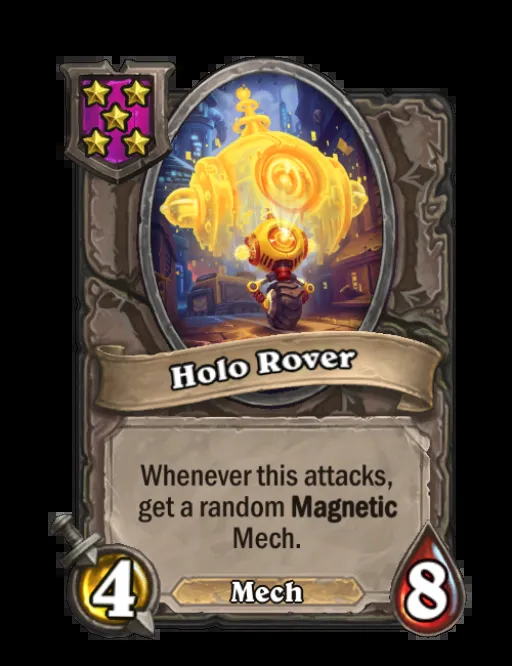 Holo Rover
Whenever this attacks,
get a random Magnetic
Mech.
4
Mech
8